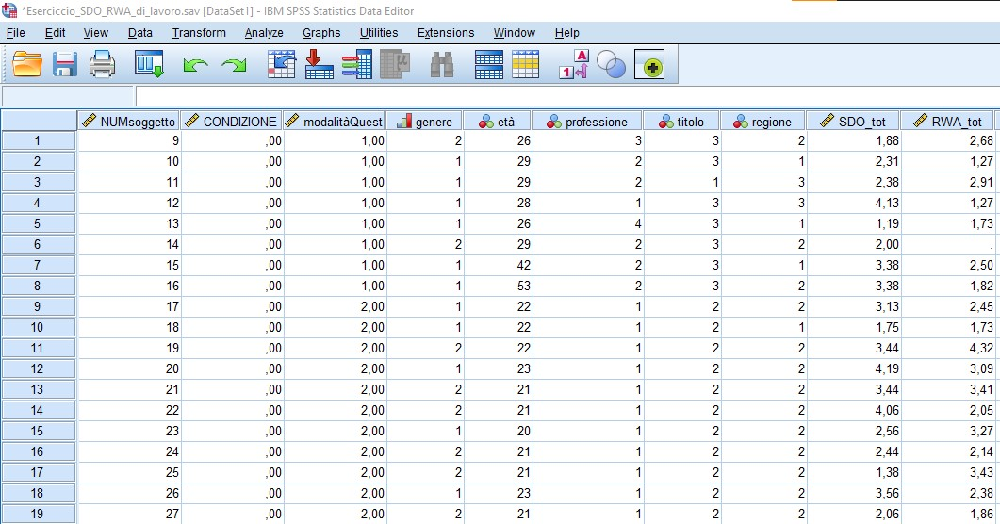 *Eserciccio_SDO_RWA_di_lavoro.sav [DataSet1] - IBM SPSS Statistics Data Editor
File Edit View Data Transform Analyze Graphs Utilities Extensions Window Help
NUMsoggetto CONDIZIONE modalitàQuest genere età professione titolo regione SDO_tot RWA_tot
1 9 ,00 1,00 2 26 3 3 2 1,88 2,68
2 10 ,00 1,00 1 29 2 3 1 2,31 1,27
3 11 ,00 1,00 1 29 2 1 3 2,38 2,91
4 12 ,00 1,00 1 28 1 3 3 4,13 1,27
5 13 ,00 1,00 1 26 4 3 1 1,19 1,73
6 14 ,00 1,00 2 29 2 3 2 2,00 .
7 15 ,00 1,00 1 42 2 3 1 3,38 2,50
8 16 ,00 1,00 1 53 2 3 2 3,38 1,82
9 17 ,00 2,00 1 22 1 2 2 3,13 2,45
10 18 ,00 2,00 1 22 1 2 1 1,75 1,73
11 19 ,00 2,00 2 22 1 2 2 3,44 4,32
12 20 ,00 2,00 1 23 1 2 2 4,19 3,09
13 21 ,00 2,00 2 21 1 2 2 3,44 3,41
14 22 ,00 2,00 2 21 1 2 2 4,06 2,05
15 23 ,00 2,00 1 20 1 2 2 2,56 3,27
16 24 ,00 2,00 2 21 1 2 2 2,44 2,14
17 25 ,00 2,00 2 21 1 2 2 1,38 3,43
18 26 ,00 2,00 1 23 1 2 2 3,56 2,38
19 27 ,00 2,00 2 21 1 2 2 2,06 1,86